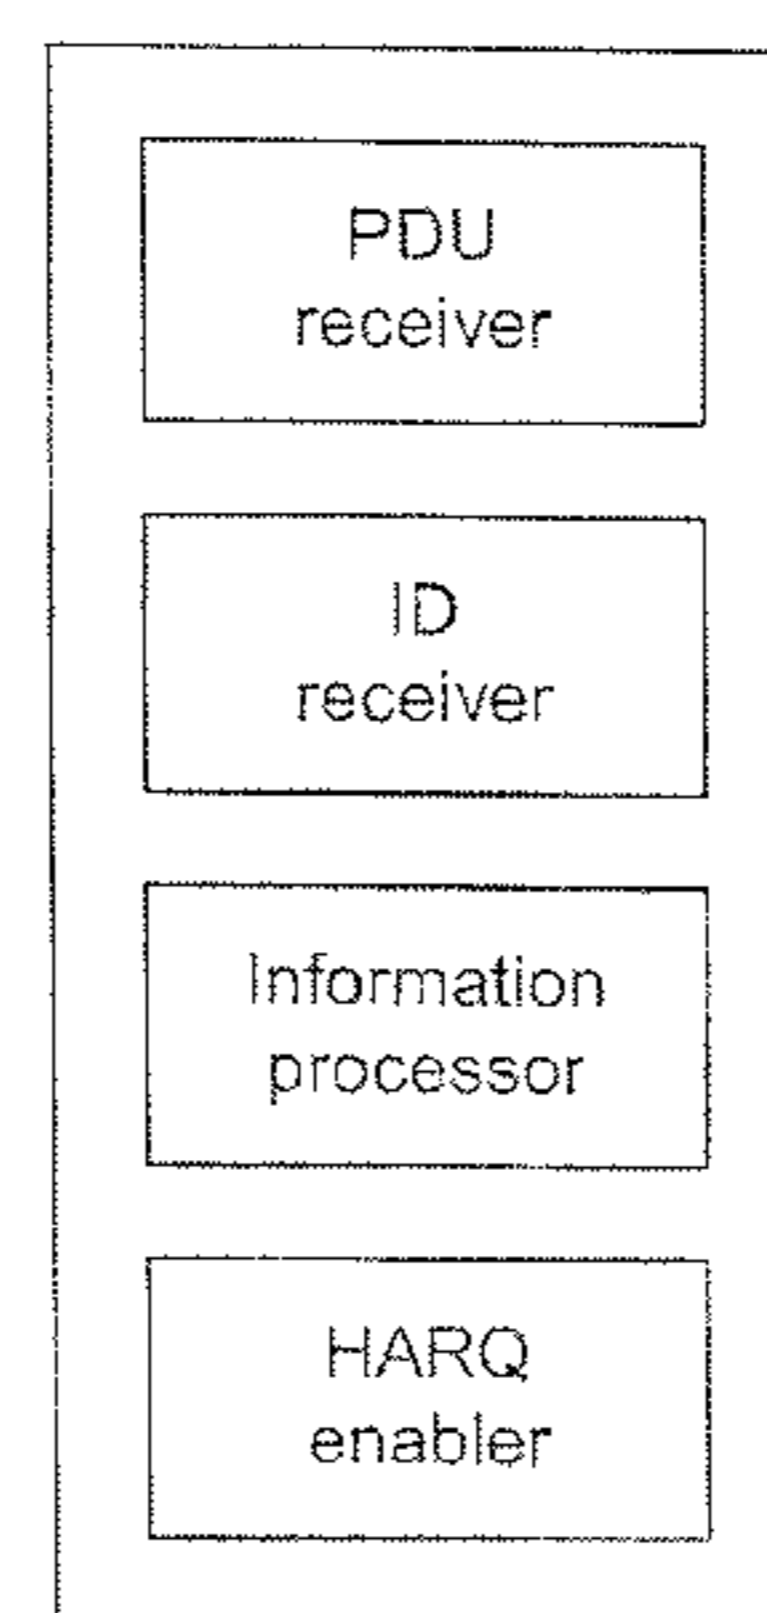 PDU
receiver
ID
receiver
Information
processor
HARQ
enabler